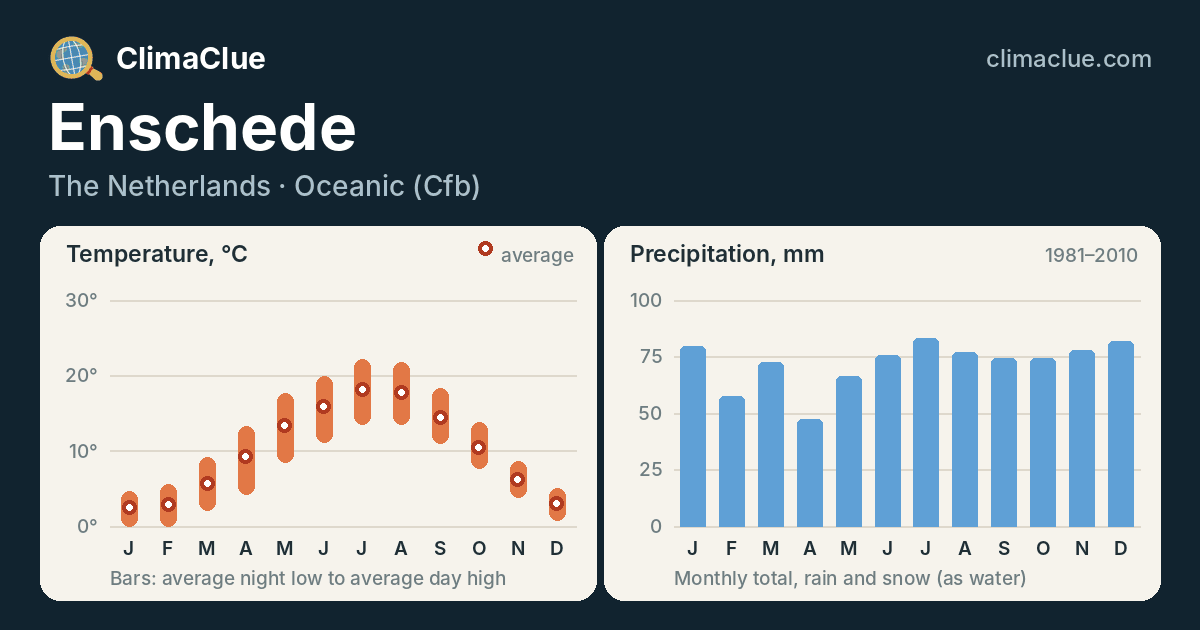 ClimaClue
climaclue.com
Enschede
The Netherlands · Oceanic (Cfb)
Temperature, °C
average
30°
20°
10°
0°
J F M A M J J A S O N D
Bars: average night low to average day high
Precipitation, mm
1981–2010
100
75
50
25
0
J F M A M J J A S O N D
Monthly total, rain and snow (as water)